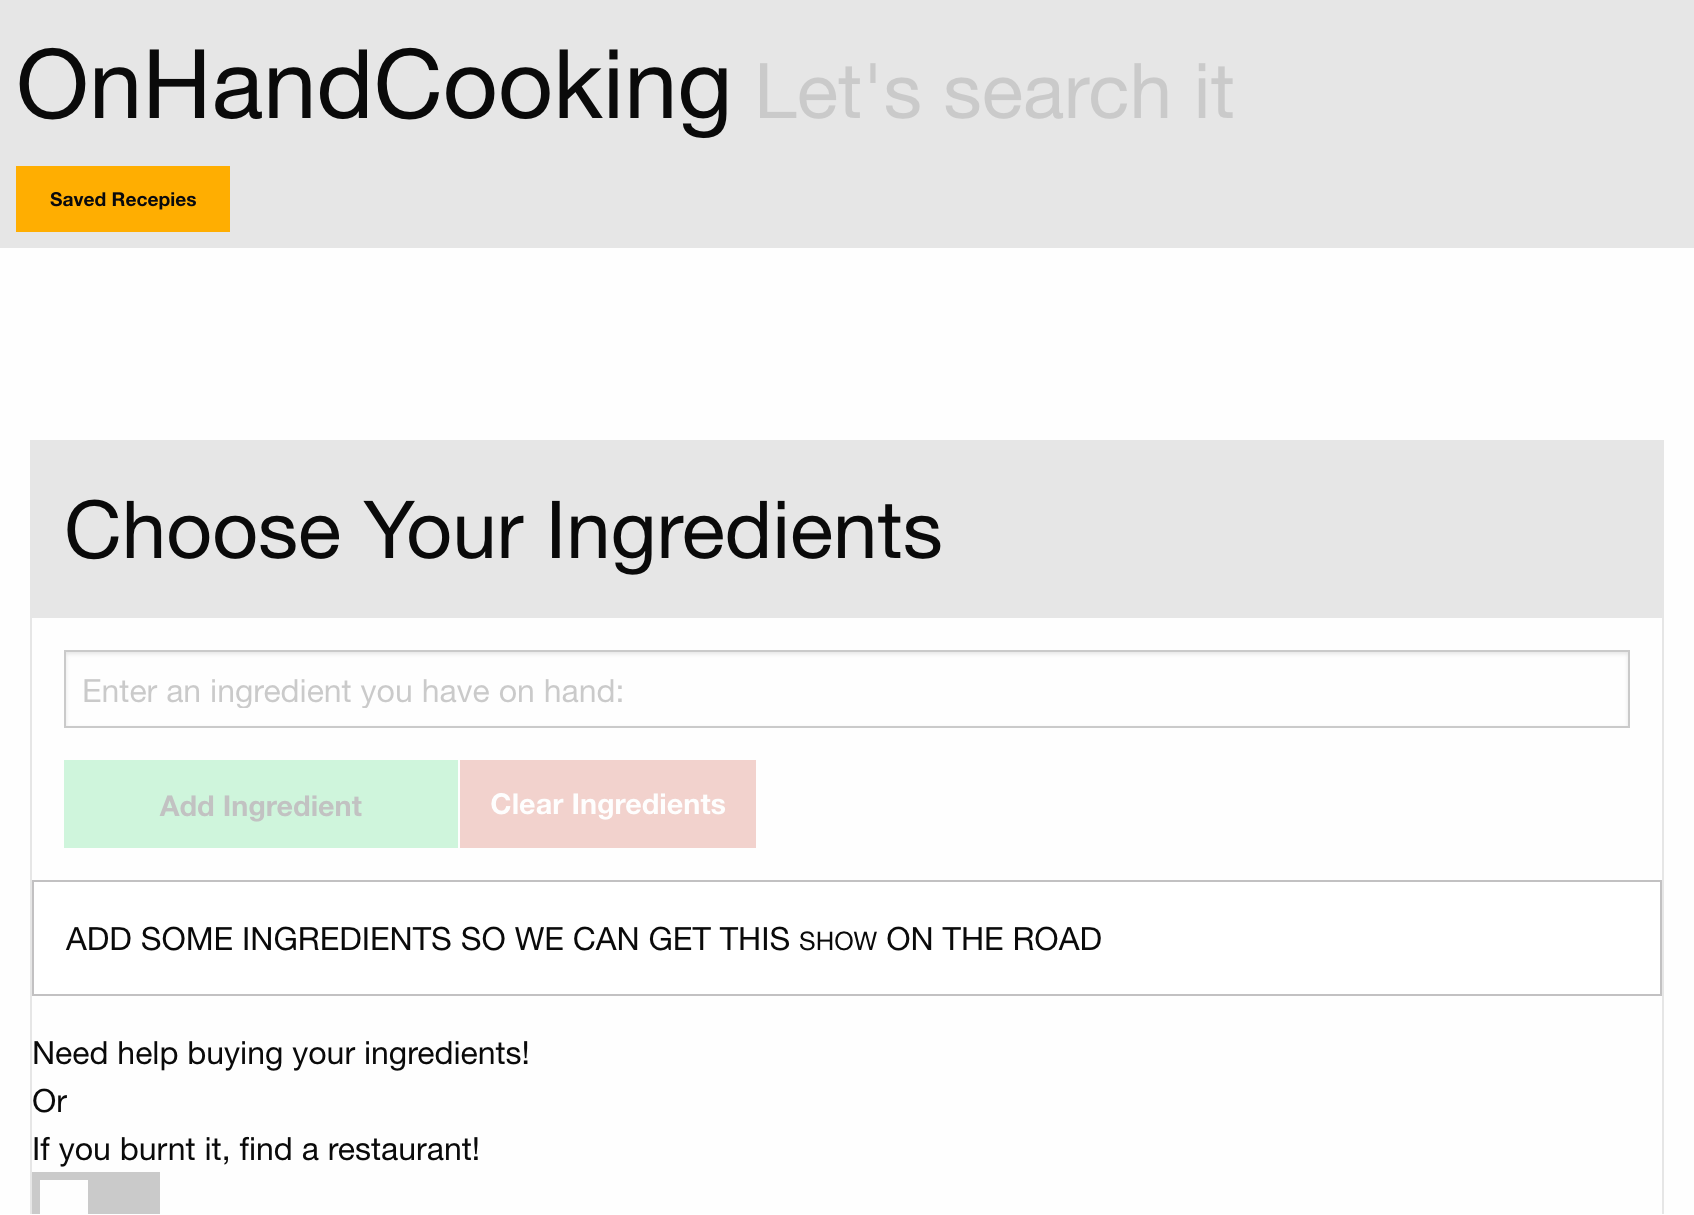 OnHandCooking Let's search it
Saved Recepies
Choose Your Ingredients
Enter an ingredient you have on hand:
Add Ingredient Clear Ingredients
ADD SOME INGREDIENTS SO WE CAN GET THIS SHOW ON THE ROAD
Need help buying your ingredients!
Or
If you burnt it, find a restaurant!